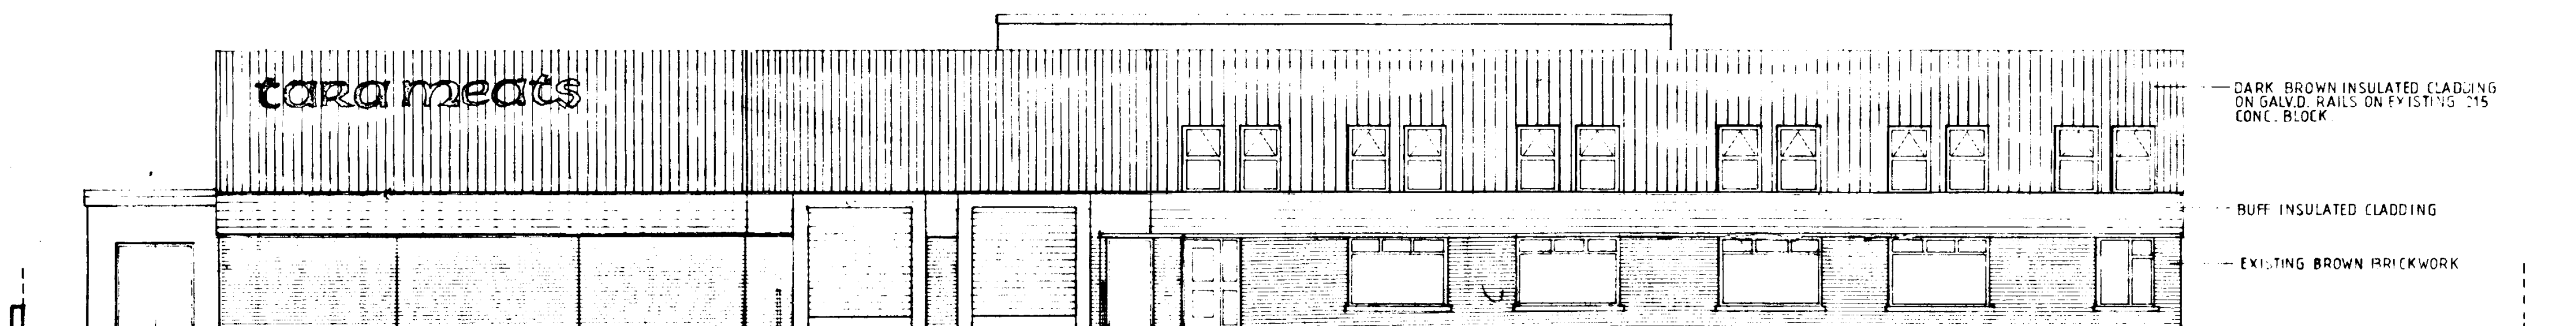 tara meats
DARK BROWN INSULATED CLADDING
ON GALV.D. RAILS ON EXISTING 215
CONC. BLOCK
BUFF INSULATED CLADDING
EXISTING BROWN BRICKWORK